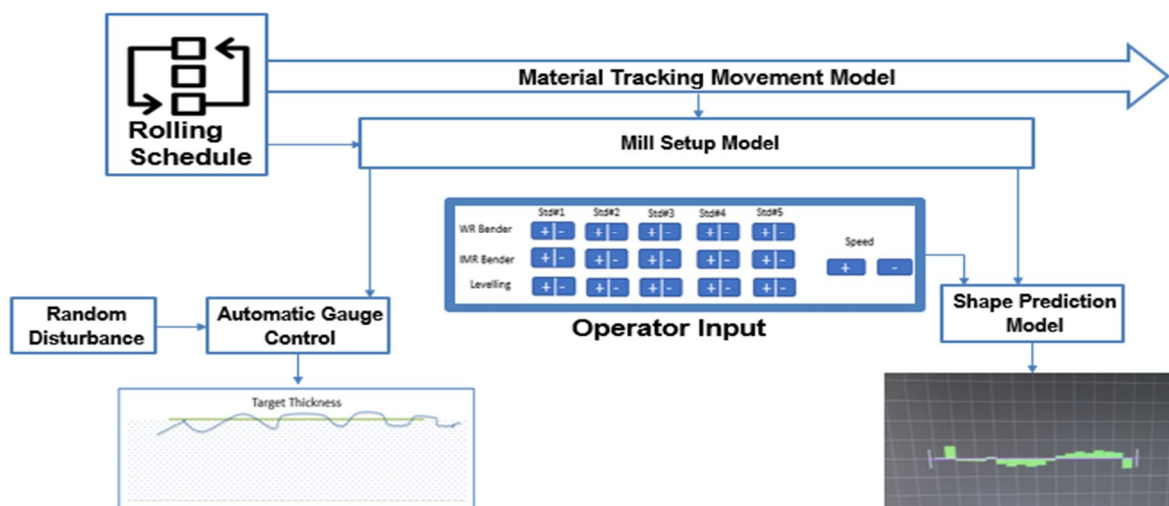 Rolling
Schedule
Material Tracking Movement Model
Mill Setup Model
Std#1 Std#2 Std#3 Std#4 Std#5
WR Bender + - + - + - + - + -
IMR Bender + - + - + - + - + -
Levelling + - + - + - + - + -
Speed
+ -
Operator Input
Random
Disturbance
Automatic Gauge
Control
Shape Prediction
Model
Target Thickness